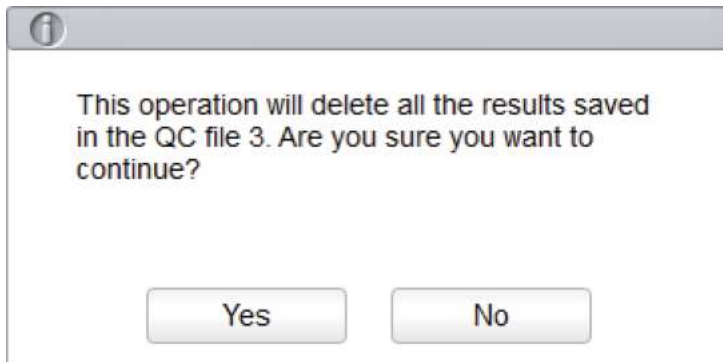 This operation will delete all the results saved
in the QC file 3. Are you sure you want to
continue?
Yes
No